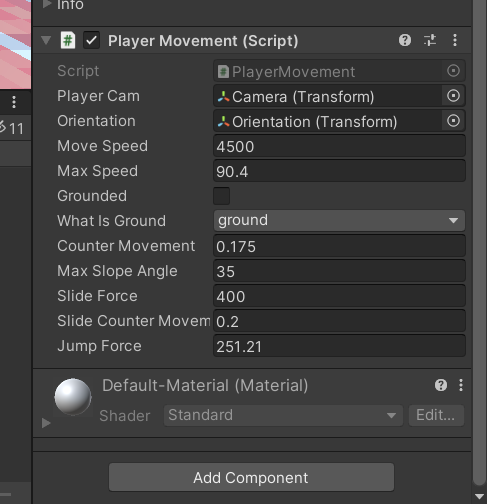 Info
Player Movement (Script)
Script PlayerMovement
Player Cam Camera (Transform)
11
Orientation Orientation (Transform)
Move Speed 4500
Max Speed 90.4
Grounded
What Is Ground ground
Counter Movement 0.175
Max Slope Angle 35
Slide Force 400
Slide Counter Movem 0.2
Jump Force 251.21
Default-Material (Material)
Shader Standard Edit...
Add Component